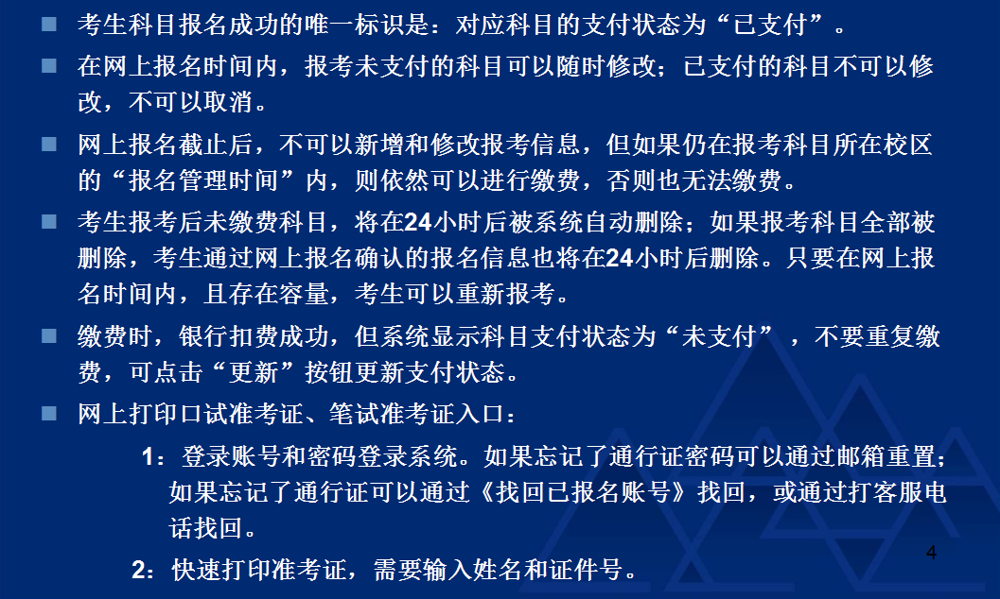 考生科目报名成功的唯一标识是：对应科目的支付状态为“已支付”。
在网上报名时间内，报考未支付的科目可以随时修改；已支付的科目不可以修
改，不可以取消。
网上报名截止后，不可以新增和修改报考信息，但如果仍在报考科目所在校区
的“报名管理时间”内，则依然可以进行缴费，否则也无法缴费。
考生报考后未缴费科目，将在24小时后被系统自动删除；如果报考科目全部被
删除，考生通过网上报名确认的报名信息也将在24小时后删除。只要在网上报
名时间内，且存在容量，考生可以重新报考。
缴费时，银行扣费成功，但系统显示科目支付状态为“未支付” ，不要重复缴
费，可点击“更新”按钮更新支付状态。
网上打印口试准考证、笔试准考证入口：
1：登录账号和密码登录系统。如果忘记了通行证密码可以通过邮箱重置；
如果忘记了通行证可以通过《找回已报名账号》找回，或通过打客服电
话找回。
2：快速打印准考证，需要输入姓名和证件号。
4